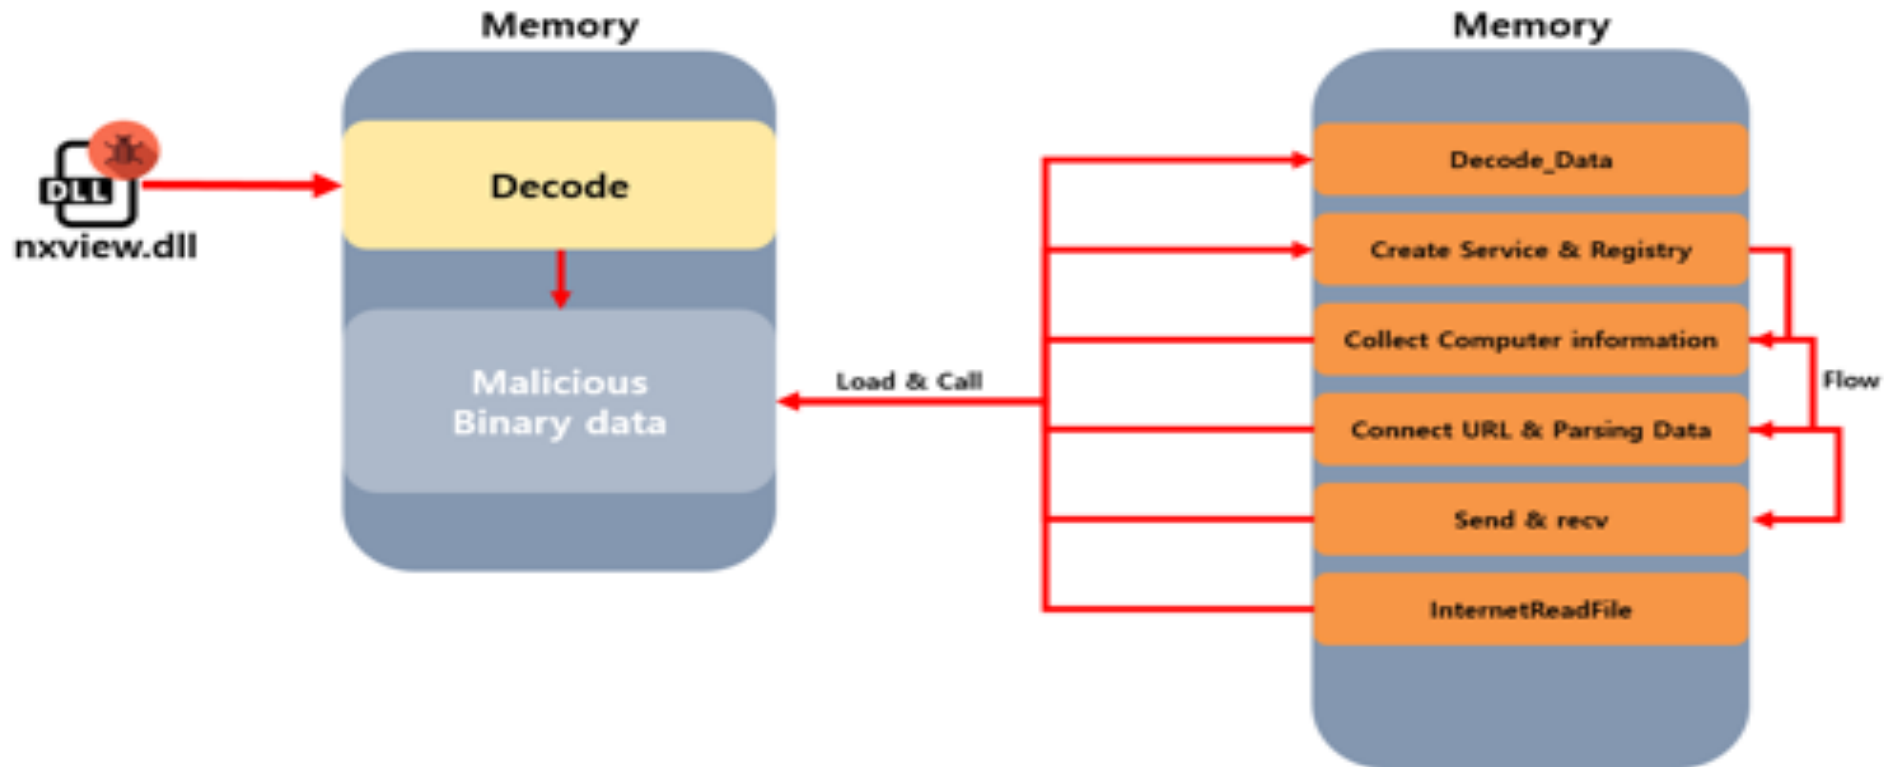 Memory
Decode
Malicious
Binary data
DLL
nxview.dll
Load & Call
Memory
Decode_Data
Create Service & Registry
Collect Computer information
Connect URL & Parsing Data
Send & recv
InternetReadFile
Flow